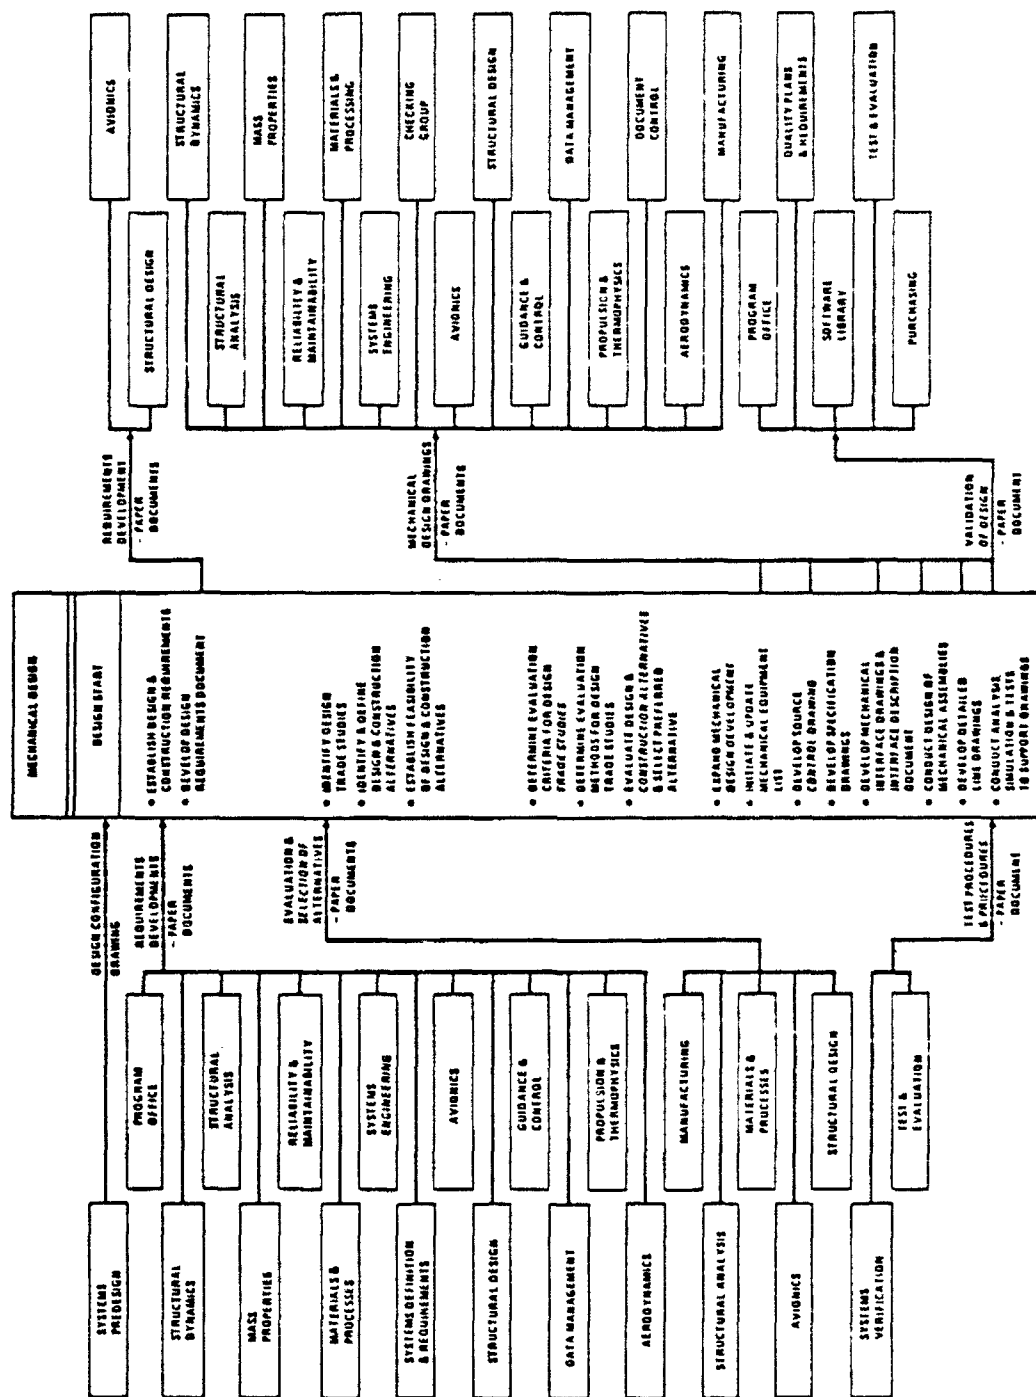 MECHANICAL DESIGN
DESIGN START
• ESTABLISH DESIGN &
CONSTRUCTION REQUIREMENTS
• DEVELOP DESIGN
REQUIREMENTS DOCUMENT
• IDENTIFY DESIGN
TRADE STUDIES
• IDENTIFY & DEFINE
DESIGN & CONSTRUCTION
ALTERNATIVES
• ESTABLISH FEASIBILITY
OF DESIGN & CONSTRUCTION
ALTERNATIVES
• DETERMINE EVALUATION
CRITERIA FOR DESIGN
TRADE STUDIES
• DETERMINE EVALUATION
METHODS FOR DESIGN
TRADE STUDIES
• EVALUATE DESIGN &
CONSTRUCTION ALTERNATIVES
& SELECT PREFERRED
ALTERNATIVE
• EXPAND MECHANICAL
DESIGN DEVELOPMENT
• INITIATE & UPDATE
MECHANICAL EQUIPMENT
LIST
• DEVELOP SOURCE
CONTROL DRAWING
• DEVELOP SPECIFICATION
DRAWINGS
• DEVELOP MECHANICAL
INTERFACE DRAWINGS &
INTERFACE DESCRIPTION
DOCUMENT
• CONDUCT DESIGN OF
MECHANICAL ASSEMBLIES
• DEVELOP DETAILED
LINE DRAWINGS
• CONDUCT ANALYSIS,
SIMULATION & TESTS
TO SUPPORT DRAWINGS
SYSTEMS
PREDESIGN
STRUCTURAL
DYNAMICS
MASS
PROPERTIES
MATERIALS &
PROCESSES
SYSTEMS DEFINITION
& REQUIREMENTS
STRUCTURAL DESIGN
DATA MANAGEMENT
AERODYNAMICS
STRUCTURAL ANALYSIS
AVIONICS
SYSTEMS
VERIFICATION
PROGRAM
OFFICE
STRUCTURAL
ANALYSIS
RELIABILITY &
MAINTAINABILITY
SYSTEMS
ENGINEERING
AVIONICS
GUIDANCE &
CONTROL
PROPULSION &
THERMOPHYSICS
MANUFACTURING
MATERIALS &
PROCESSES
STRUCTURAL DESIGN
TEST &
EVALUATION
DESIGN CONFIGURATION
DRAWING
REQUIREMENTS
DEVELOPMENTS
- PAPER
DOCUMENTS
EVALUATION &
SELECTION OF
ALTERNATIVES
- PAPER
DOCUMENTS
TEST PROCEDURES
& PROCEDURES
- PAPER
DOCUMENT
REQUIREMENTS
DEVELOPMENT
- PAPER
DOCUMENTS
MECHANICAL
DESIGN DRAWINGS
- PAPER
DOCUMENTS
VALIDATION
OF DESIGN
- PAPER
DOCUMENT
STRUCTURAL DESIGN
STRUCTURAL
ANALYSIS
RELIABILITY &
MAINTAINABILITY
SYSTEMS
ENGINEERING
AVIONICS
GUIDANCE &
CONTROL
PROPULSION &
THERMOPHYSICS
AERODYNAMICS
PROGRAM
OFFICE
SOFTWARE
LIBRARY
PURCHASING
AVIONICS
STRUCTURAL
DYNAMICS
MASS
PROPERTIES
MATERIALS &
PROCESSING
CHECKING
GROUP
STRUCTURAL DESIGN
DATA MANAGEMENT
DOCUMENT
CONTROL
MANUFACTURING
QUALITY PLANS
& REQUIREMENTS
TEST & EVALUATION